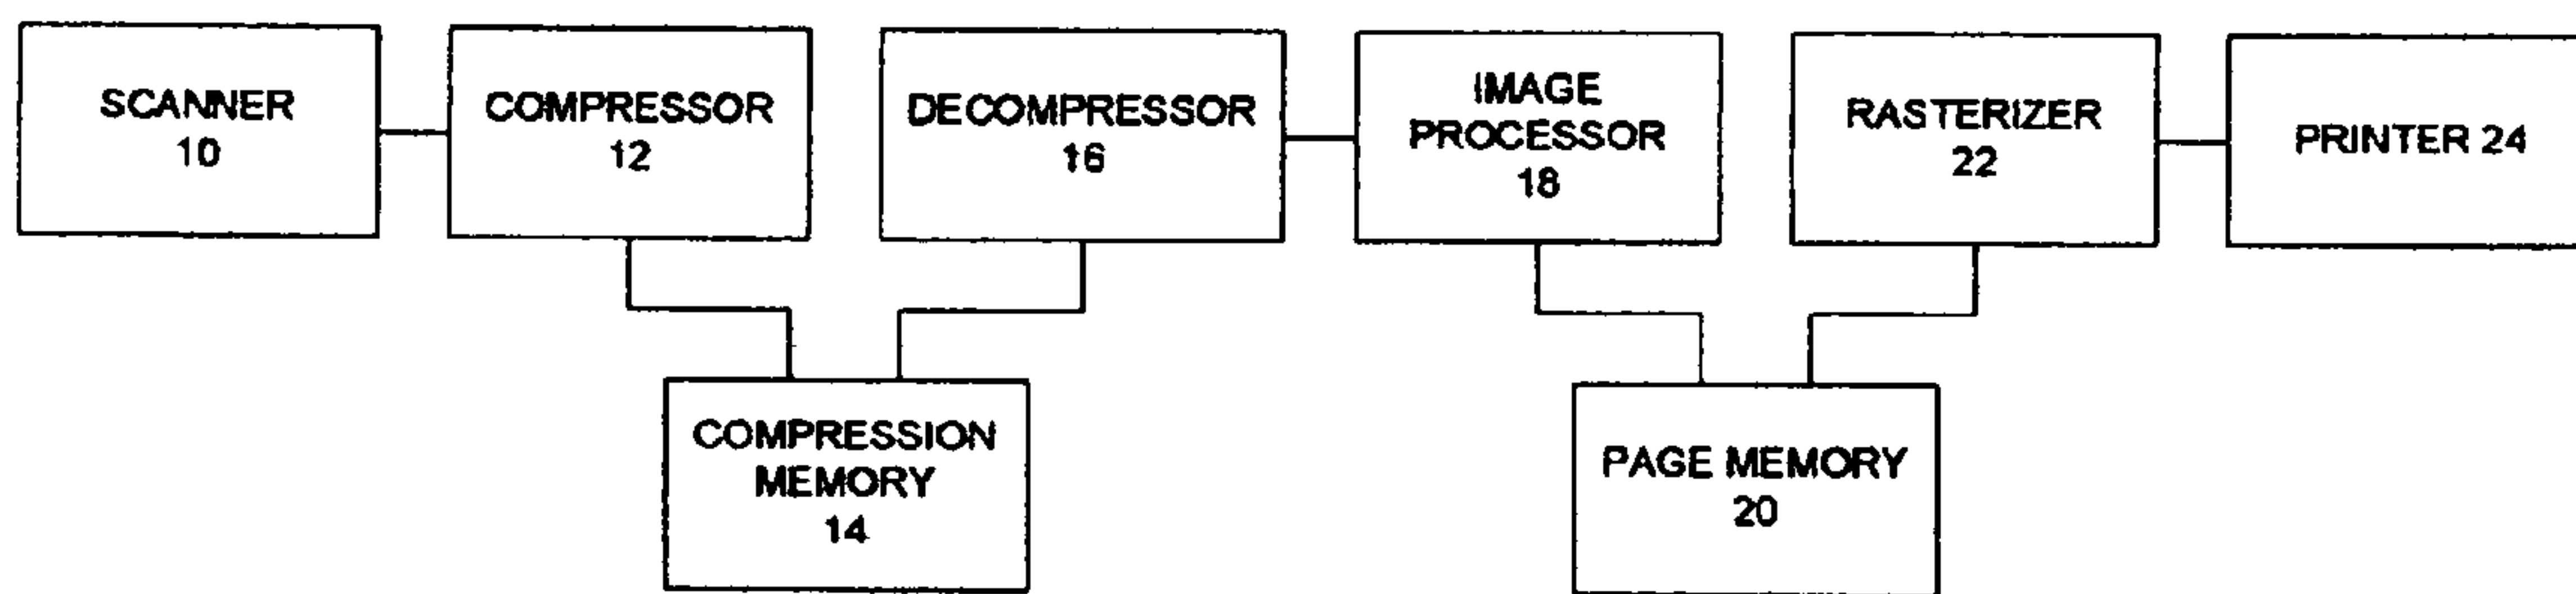 SCANNER
10
COMPRESSOR
12
DECOMPRESSOR
16
IMAGE
PROCESSOR
18
RASTERIZER
22
PRINTER 24
COMPRESSION
MEMORY
14
PAGE MEMORY
20